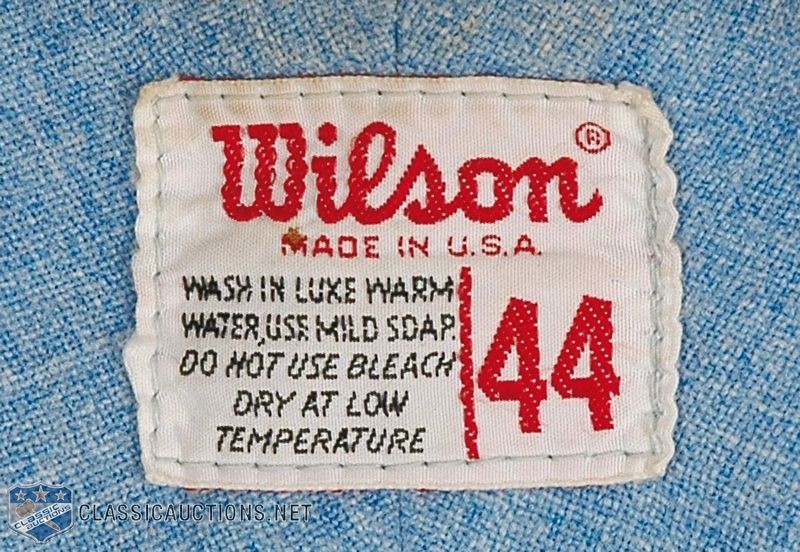 Wilson ®
MADE IN U.S.A.
WASH IN LUKE WARM
WATER, USE MILD SOAP.
DO NOT USE BLEACH
DRY AT LOW
TEMPERATURE
44
CLASSIC
AUCTIONS
CLASSICAUCTIONS.NET